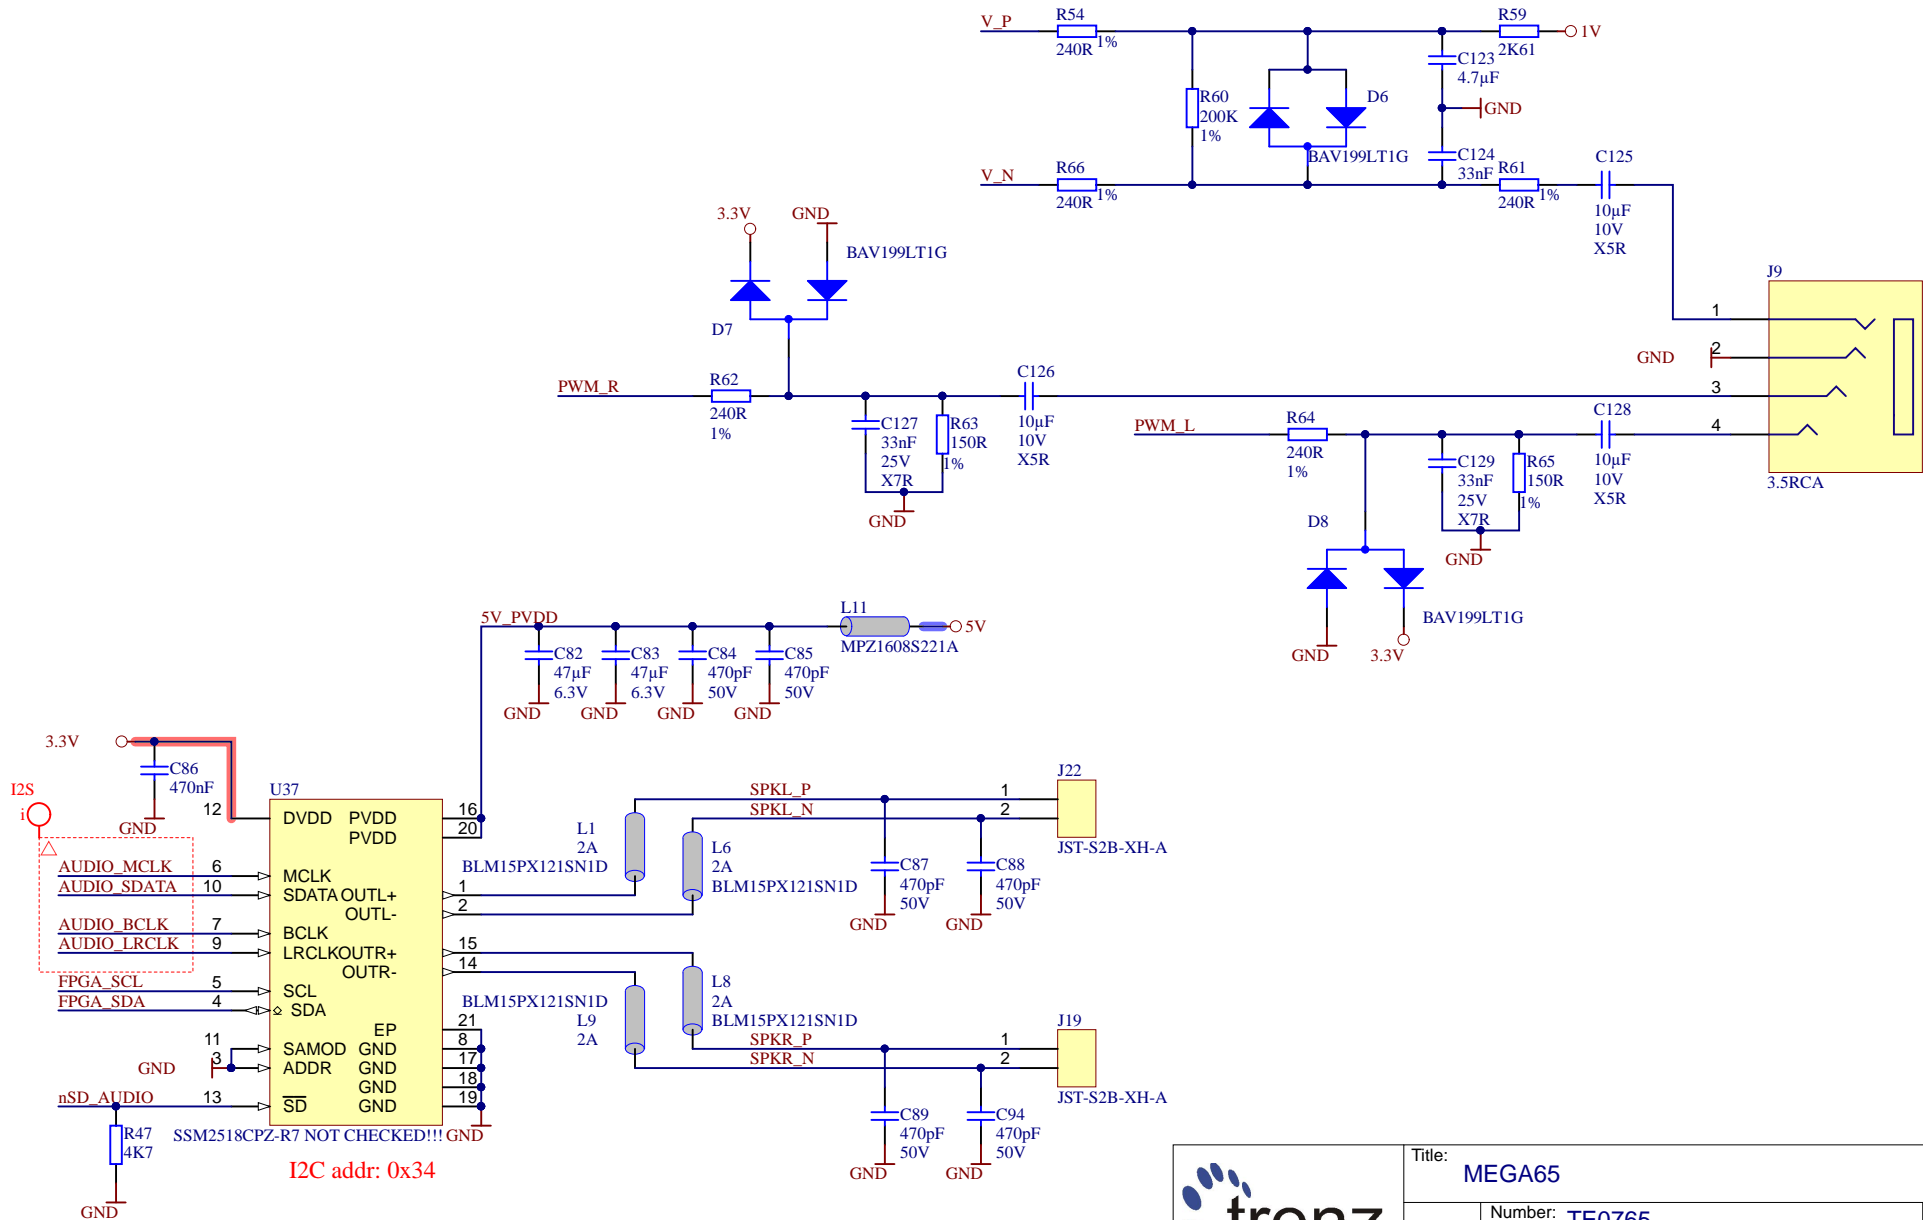 V_P
R54
240R
1%
R59
2K61
1V
C123
4.7µF
GND
R60
200K
1%
D6
BAV199LT1G
C124
33nF
V_N
R66
240R
1%
R61
240R
1%
C125
10µF
10V
X5R
3.3V
GND
BAV199LT1G
D7
J9
1
GND
2
3
4
3.5RCA
PWM_R
R62
240R
1%
C127
33nF
25V
X7R
R63
150R
1%
GND
C126
10µF
10V
X5R
PWM_L
R64
240R
1%
C129
33nF
25V
X7R
R65
150R
1%
GND
C128
10µF
10V
X5R
D8
BAV199LT1G
GND
3.3V
5V_PVDD
L11
5V
MPZ1608S221A
C82
47µF
6.3V
GND
C83
47µF
6.3V
GND
C84
470pF
50V
GND
C85
470pF
50V
GND
3.3V
C86
470nF
GND
I2S
i
U37
12
DVDD
PVDD
16
PVDD
20
AUDIO_MCLK
6
MCLK
AUDIO_SDATA
10
SDATA
OUTL+
1
OUTL-
2
AUDIO_BCLK
7
BCLK
AUDIO_LRCLK
9
LRCLK
OUTR+
15
OUTR-
14
FPGA_SCL
5
SCL
FPGA_SDA
4
SDA
EP
21
11
SAMOD
GND
8
GND
3
ADDR
GND
17
GND
18
nSD_AUDIO
13
SD
GND
19
SSM2518CPZ-R7 NOT CHECKED!!!
GND
R47
4K7
GND
I2C addr: 0x34
L1
2A
BLM15PX121SN1D
L6
2A
BLM15PX121SN1D
SPKL_P
SPKL_N
C87
470pF
50V
GND
C88
470pF
50V
GND
J22
1
2
JST-S2B-XH-A
BLM15PX121SN1D
L9
2A
L8
2A
BLM15PX121SN1D
SPKR_P
SPKR_N
C89
470pF
50V
GND
C94
470pF
50V
GND
J19
1
2
JST-S2B-XH-A
trenz
Title:
MEGA65
Number: TE0765